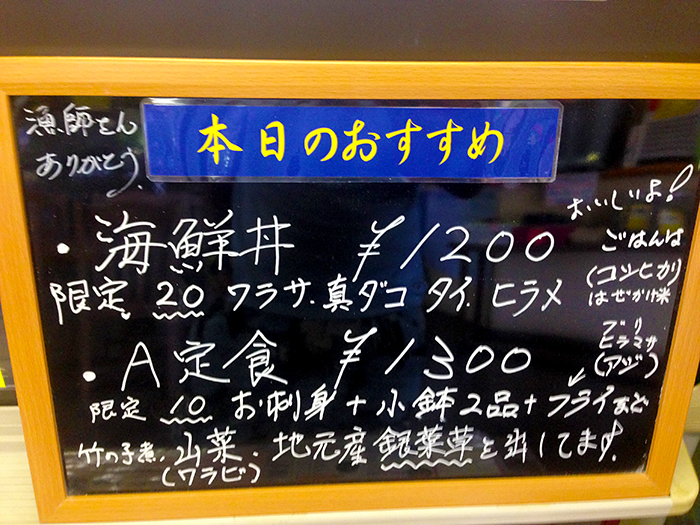 漁師さん
ありがとう
本日のおすすめ
おいしいよ!
・海鮮丼 ¥1200
限定 20 ワラサ.真ダコ タイ.ヒラメ
ごはんは
(コシヒカリ)
はぜかけ米
・A定食 ¥1300
ブリ
ヒラマサ
(アジ)
限定 10 お刺身+小鉢2品+フライなど
竹の子煮.山菜.地元産銀葉草を出してます!
(ワラビ)